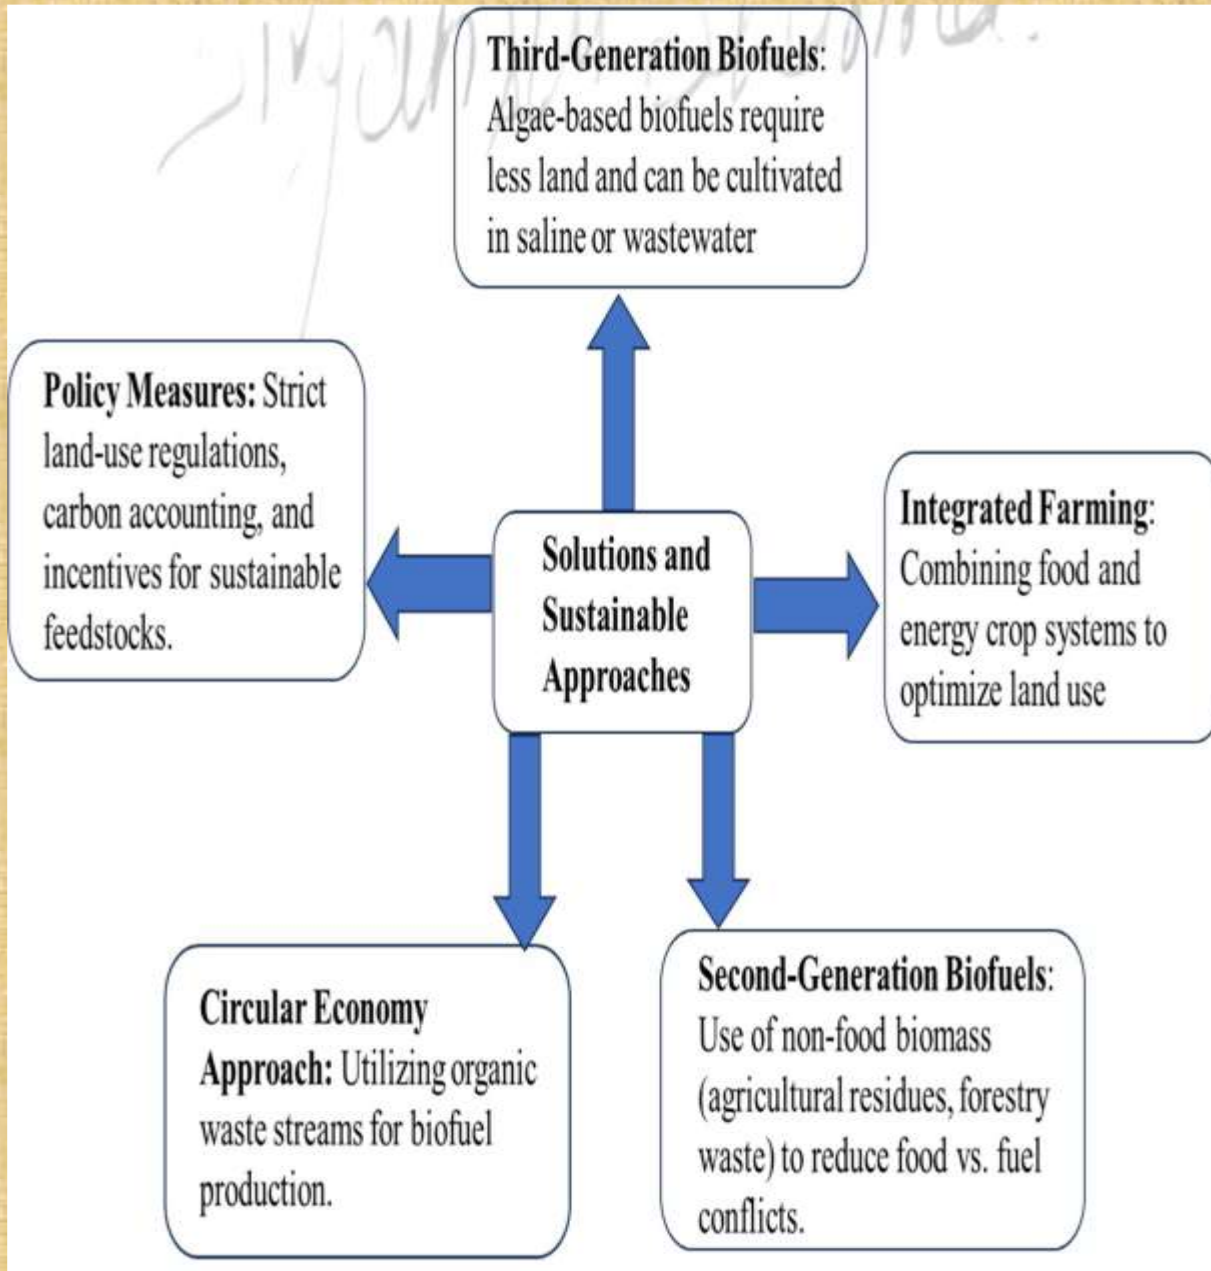 Third-Generation Biofuels:
Algae-based biofuels require
less land and can be cultivated
in saline or wastewater
Policy Measures: Strict
land-use regulations,
carbon accounting, and
incentives for sustainable
feedstocks.
Solutions and
Sustainable
Approaches
Integrated Farming:
Combining food and
energy crop systems to
optimize land use
Circular Economy
Approach: Utilizing organic
waste streams for biofuel
production.
Second-Generation Biofuels:
Use of non-food biomass
(agricultural residues, forestry
waste) to reduce food vs. fuel
conflicts.